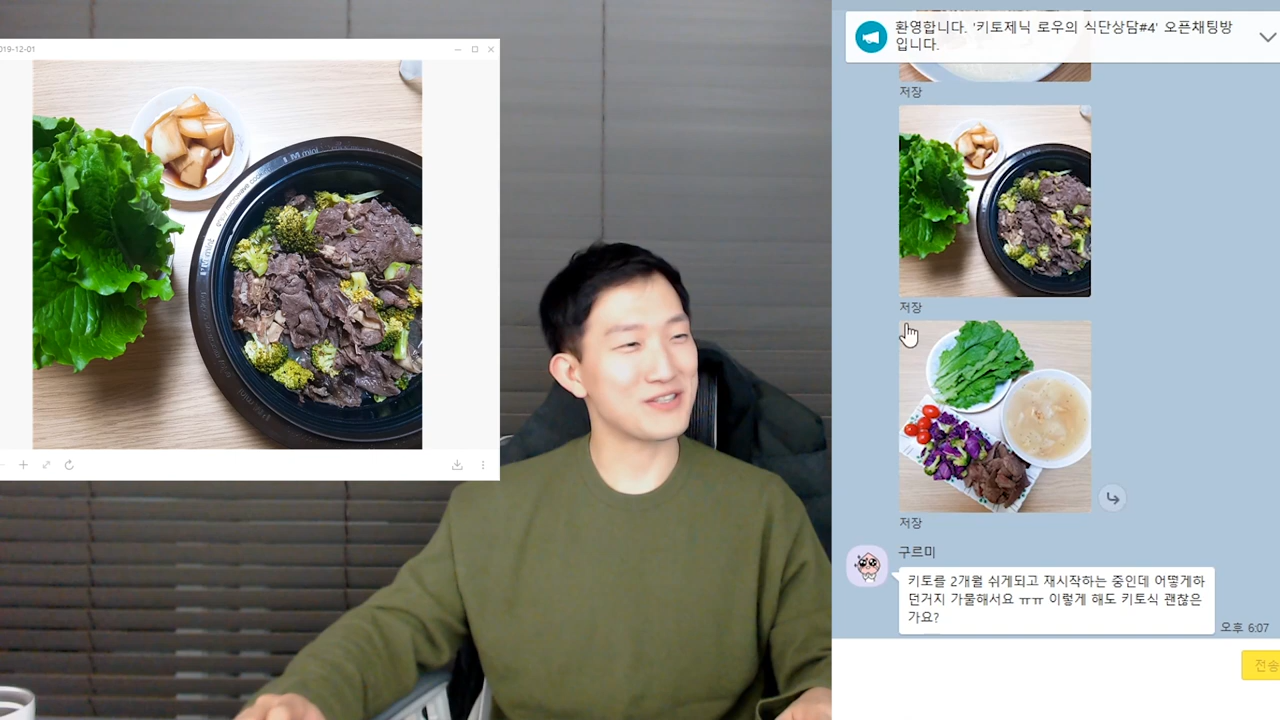 019-12-01
M mini
환영합니다. '키토제닉 로우의 식단상담#4' 오픈채팅방
입니다.
저장
저장
저장
구르미
키토를 2개월 쉬게되고 재시작하는 중인데 어떻게하
던거지 가물해서요 ㅠㅠ 이렇게 해도 키토식 괜찮은
가요?
오후 6:07
전송